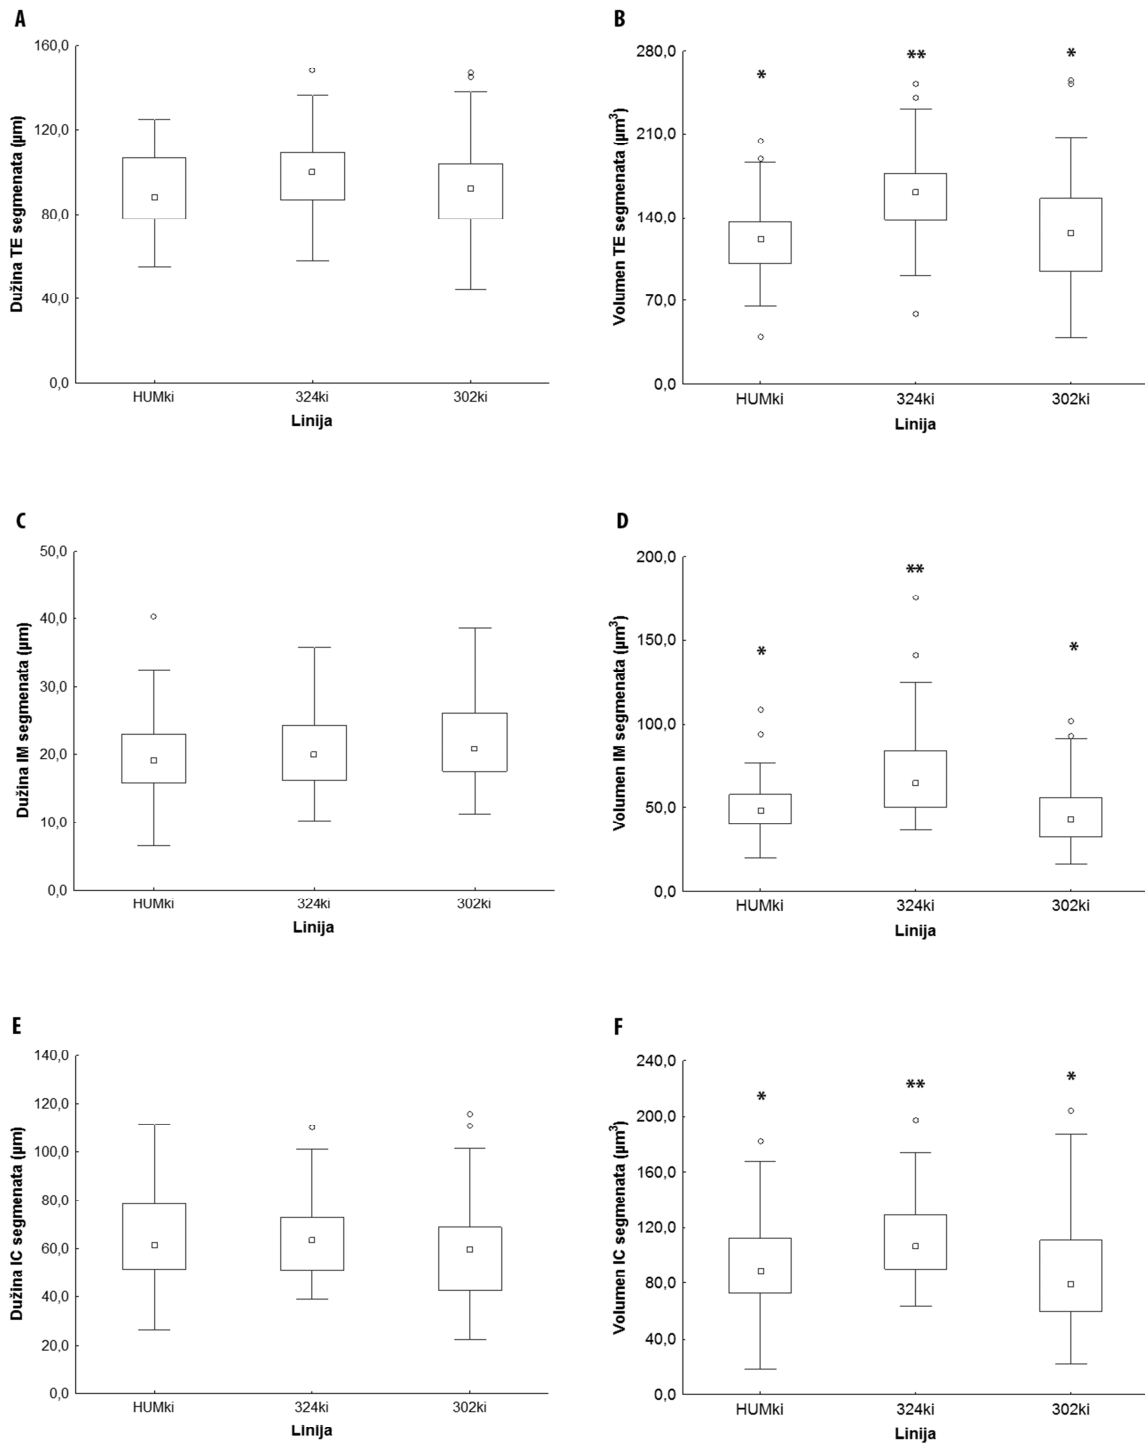 A
Dužina TE segmenata (µm)
160,0
120,0
80,0
40,0
0,0
HUMki 324ki 302ki
Linija
B
Volumen TE segmenata (µm³)
280,0
210,0
140,0
70,0
0,0
* ** *
HUMki 324ki 302ki
Linija
C
Dužina IM segmenata (µm)
50,0
40,0
30,0
20,0
10,0
0,0
HUMki 324ki 302ki
Linija
D
Volumen IM segmenata (µm³)
200,0
150,0
100,0
50,0
0,0
* ** *
HUMki 324ki 302ki
Linija
E
Dužina IC segmenata (µm)
140,0
120,0
100,0
80,0
60,0
40,0
20,0
0,0
HUMki 324ki 302ki
Linija
F
Volumen IC segmenata (µm³)
240,0
200,0
160,0
120,0
80,0
40,0
0,0
* ** *
HUMki 324ki 302ki
Linija